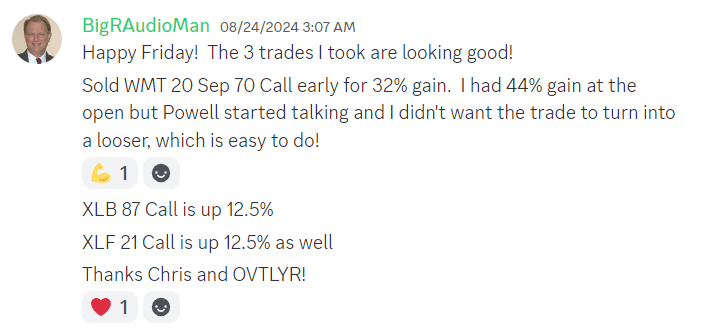 BigRAudioMan 08/24/2024 3:07 AM
Happy Friday!  The 3 trades I took are looking good!
Sold WMT 20 Sep 70 Call early for 32% gain.  I had 44% gain at the
open but Powell started talking and I didn't want the trade to turn into
a looser, which is easy to do!
1
XLB 87 Call is up 12.5%
XLF 21 Call is up 12.5% as well
Thanks Chris and OVTLYR!
1